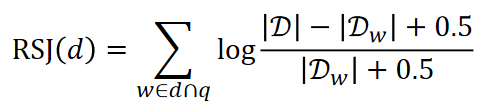 RSJ(𝑑) = ∑_{𝑤∈𝑑∩𝑞} log (|𝒟| − |𝒟_𝑤| + 0.5) / (|𝒟_𝑤| + 0.5)